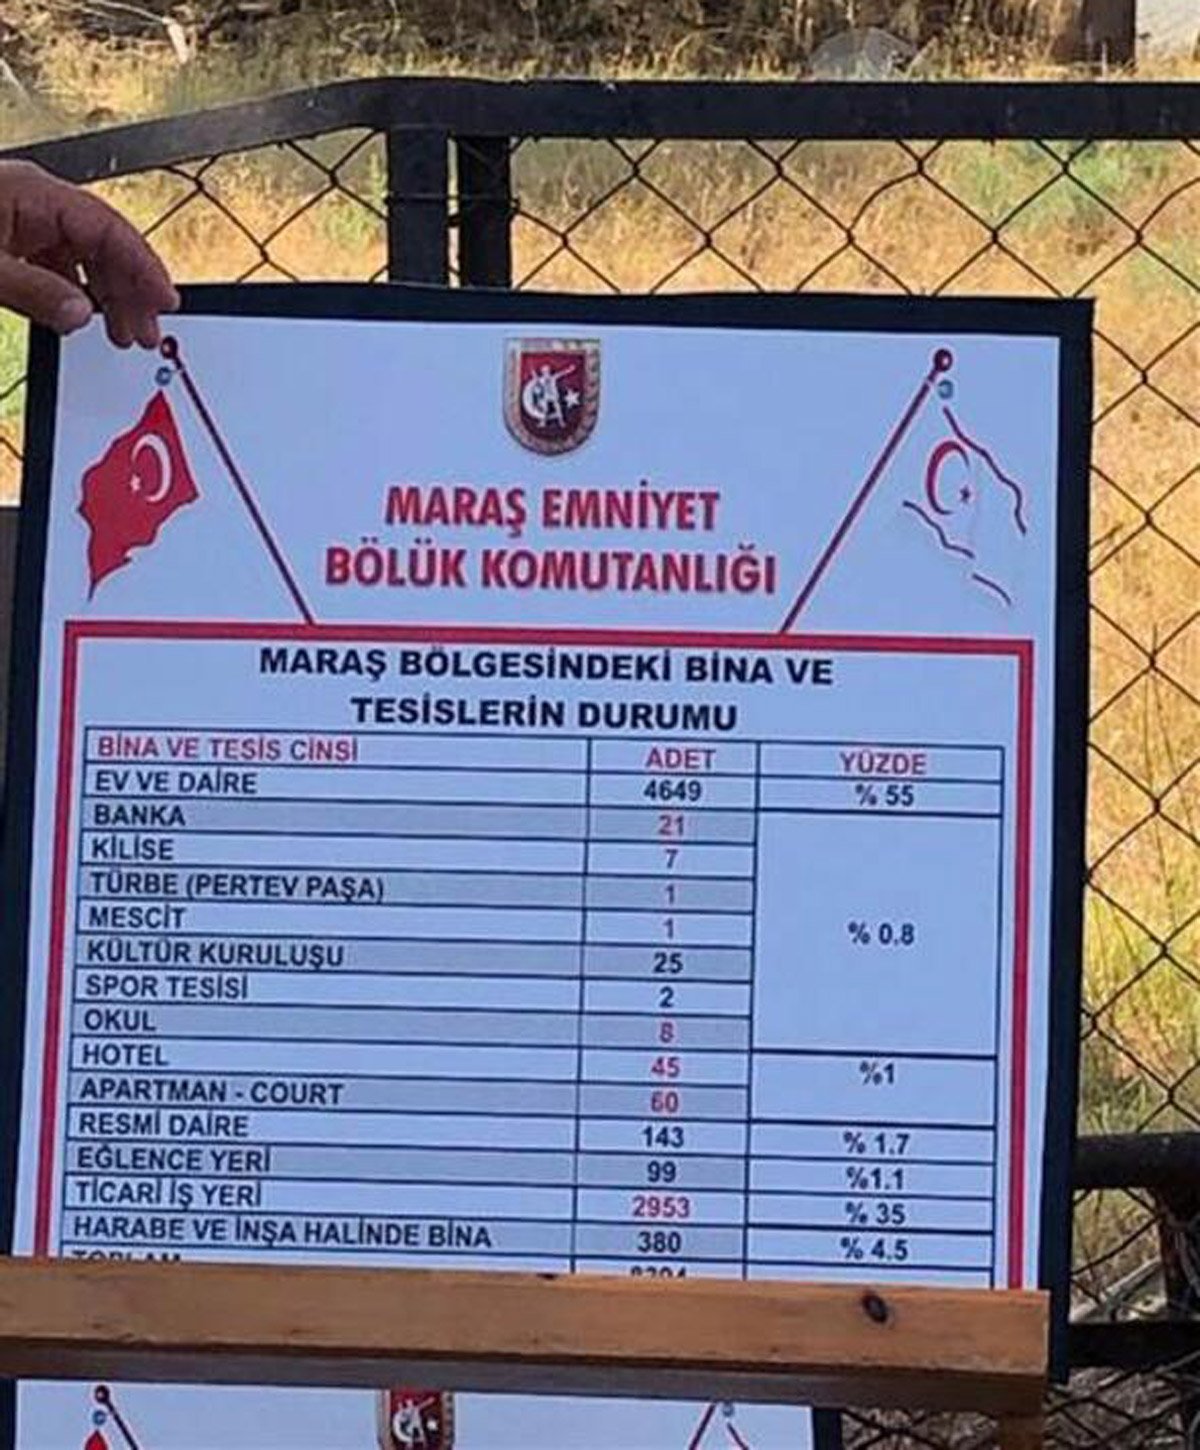 MARAŞ EMNİYET
BÖLÜK KOMUTANLIĞI
MARAŞ BÖLGESİNDEKİ BİNA VE
TESİSLERİN DURUMU
BİNA VE TESİS CİNSİ ADET YÜZDE
EV VE DAİRE 4649 % 55
BANKA 21
KİLİSE 7
TÜRBE (PERTEV PAŞA) 1
MESCİT 1 % 0.8
KÜLTÜR KURULUŞU 25
SPOR TESİSİ 2
OKUL 8
HOTEL 45 %1
APARTMAN - COURT 60
RESMİ DAİRE 143 % 1.7
EĞLENCE YERİ 99 %1.1
TİCARİ İŞ YERİ 2953 % 35
HARABE VE İNŞA HALİNDE BİNA 380 % 4.5
TOPLAM